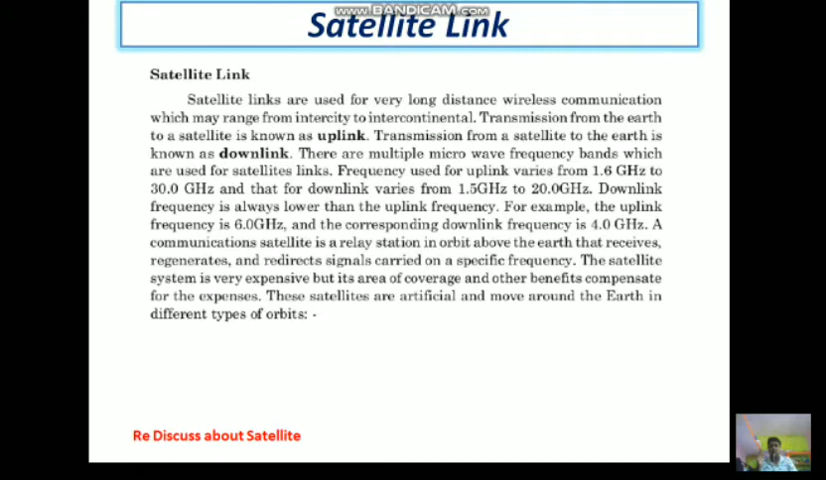 www.BANDICAM.com
Satellite Link
Satellite Link
Satellite links are used for very long distance wireless communication
which may range from intercity to intercontinental. Transmission from the earth
to a satellite is known as uplink. Transmission from a satellite to the earth is
known as downlink. There are multiple micro wave frequency bands which
are used for satellites links. Frequency used for uplink varies from 1.6 GHz to
30.0 GHz and that for downlink varies from 1.5GHz to 20.0GHz. Downlink
frequency is always lower than the uplink frequency. For example, the uplink
frequency is 6.0GHz, and the corresponding downlink frequency is 4.0 GHz. A
communications satellite is a relay station in orbit above the earth that receives,
regenerates, and redirects signals carried on a specific frequency. The satellite
system is very expensive but its area of coverage and other benefits compensate
for the expenses. These satellites are artificial and move around the Earth in
different types of orbits: -
Re Discuss about Satellite